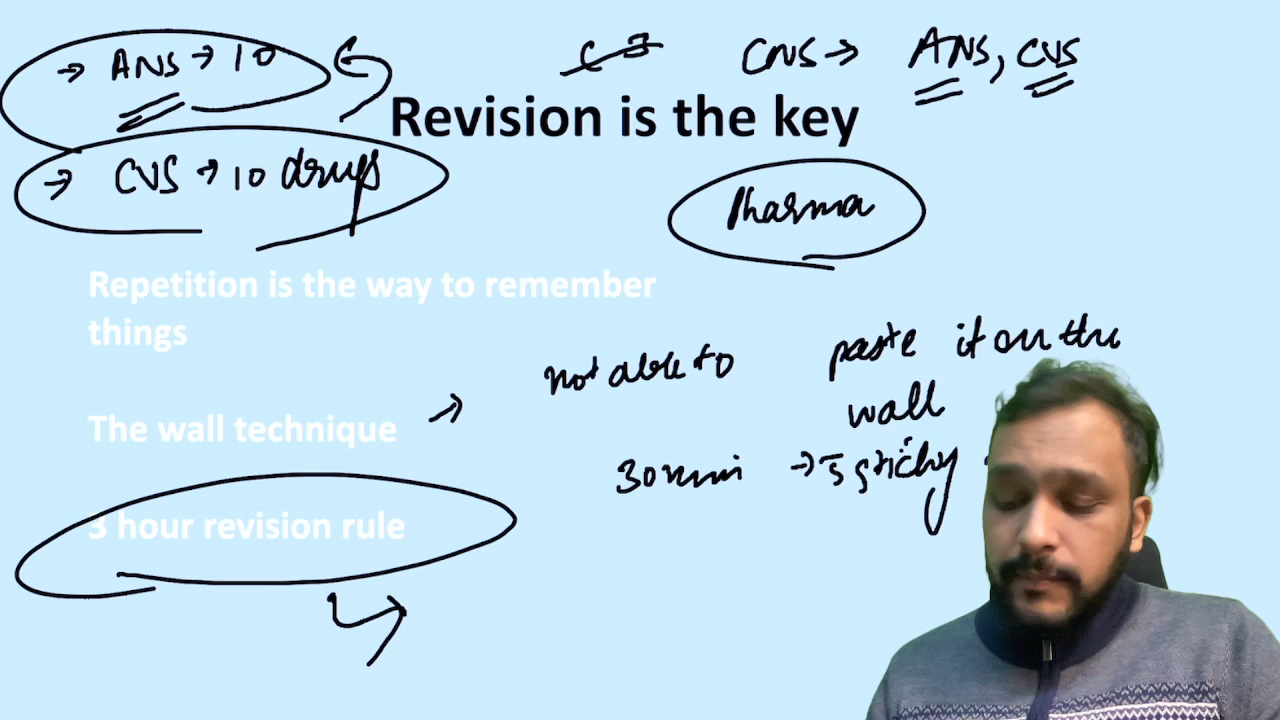 → ANS → 10
CNS → ANS, CVS
Revision is the key
→ CVS → 10 drugs
Pharma
Repetition is the way to remember
things
not able to
paste it on the
wall
The wall technique →
30 min → 5 sticky
3 hour revision rule